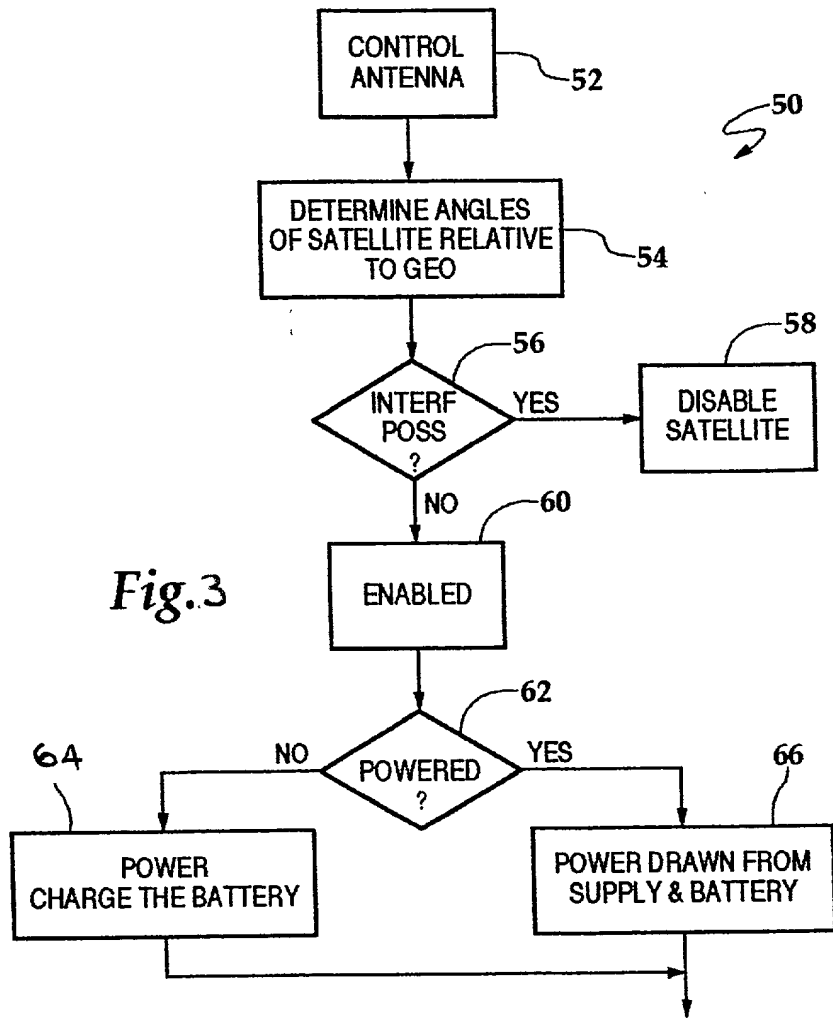 CONTROL
ANTENNA
52
50
DETERMINE ANGLES
OF SATELLITE RELATIVE
TO GEO
54
56
58
INTERF
POSS
?
YES
DISABLE
SATELLITE
NO
60
ENABLED
Fig.3
62
64
NO
POWERED
?
YES
66
POWER
CHARGE THE BATTERY
POWER DRAWN FROM
SUPPLY & BATTERY